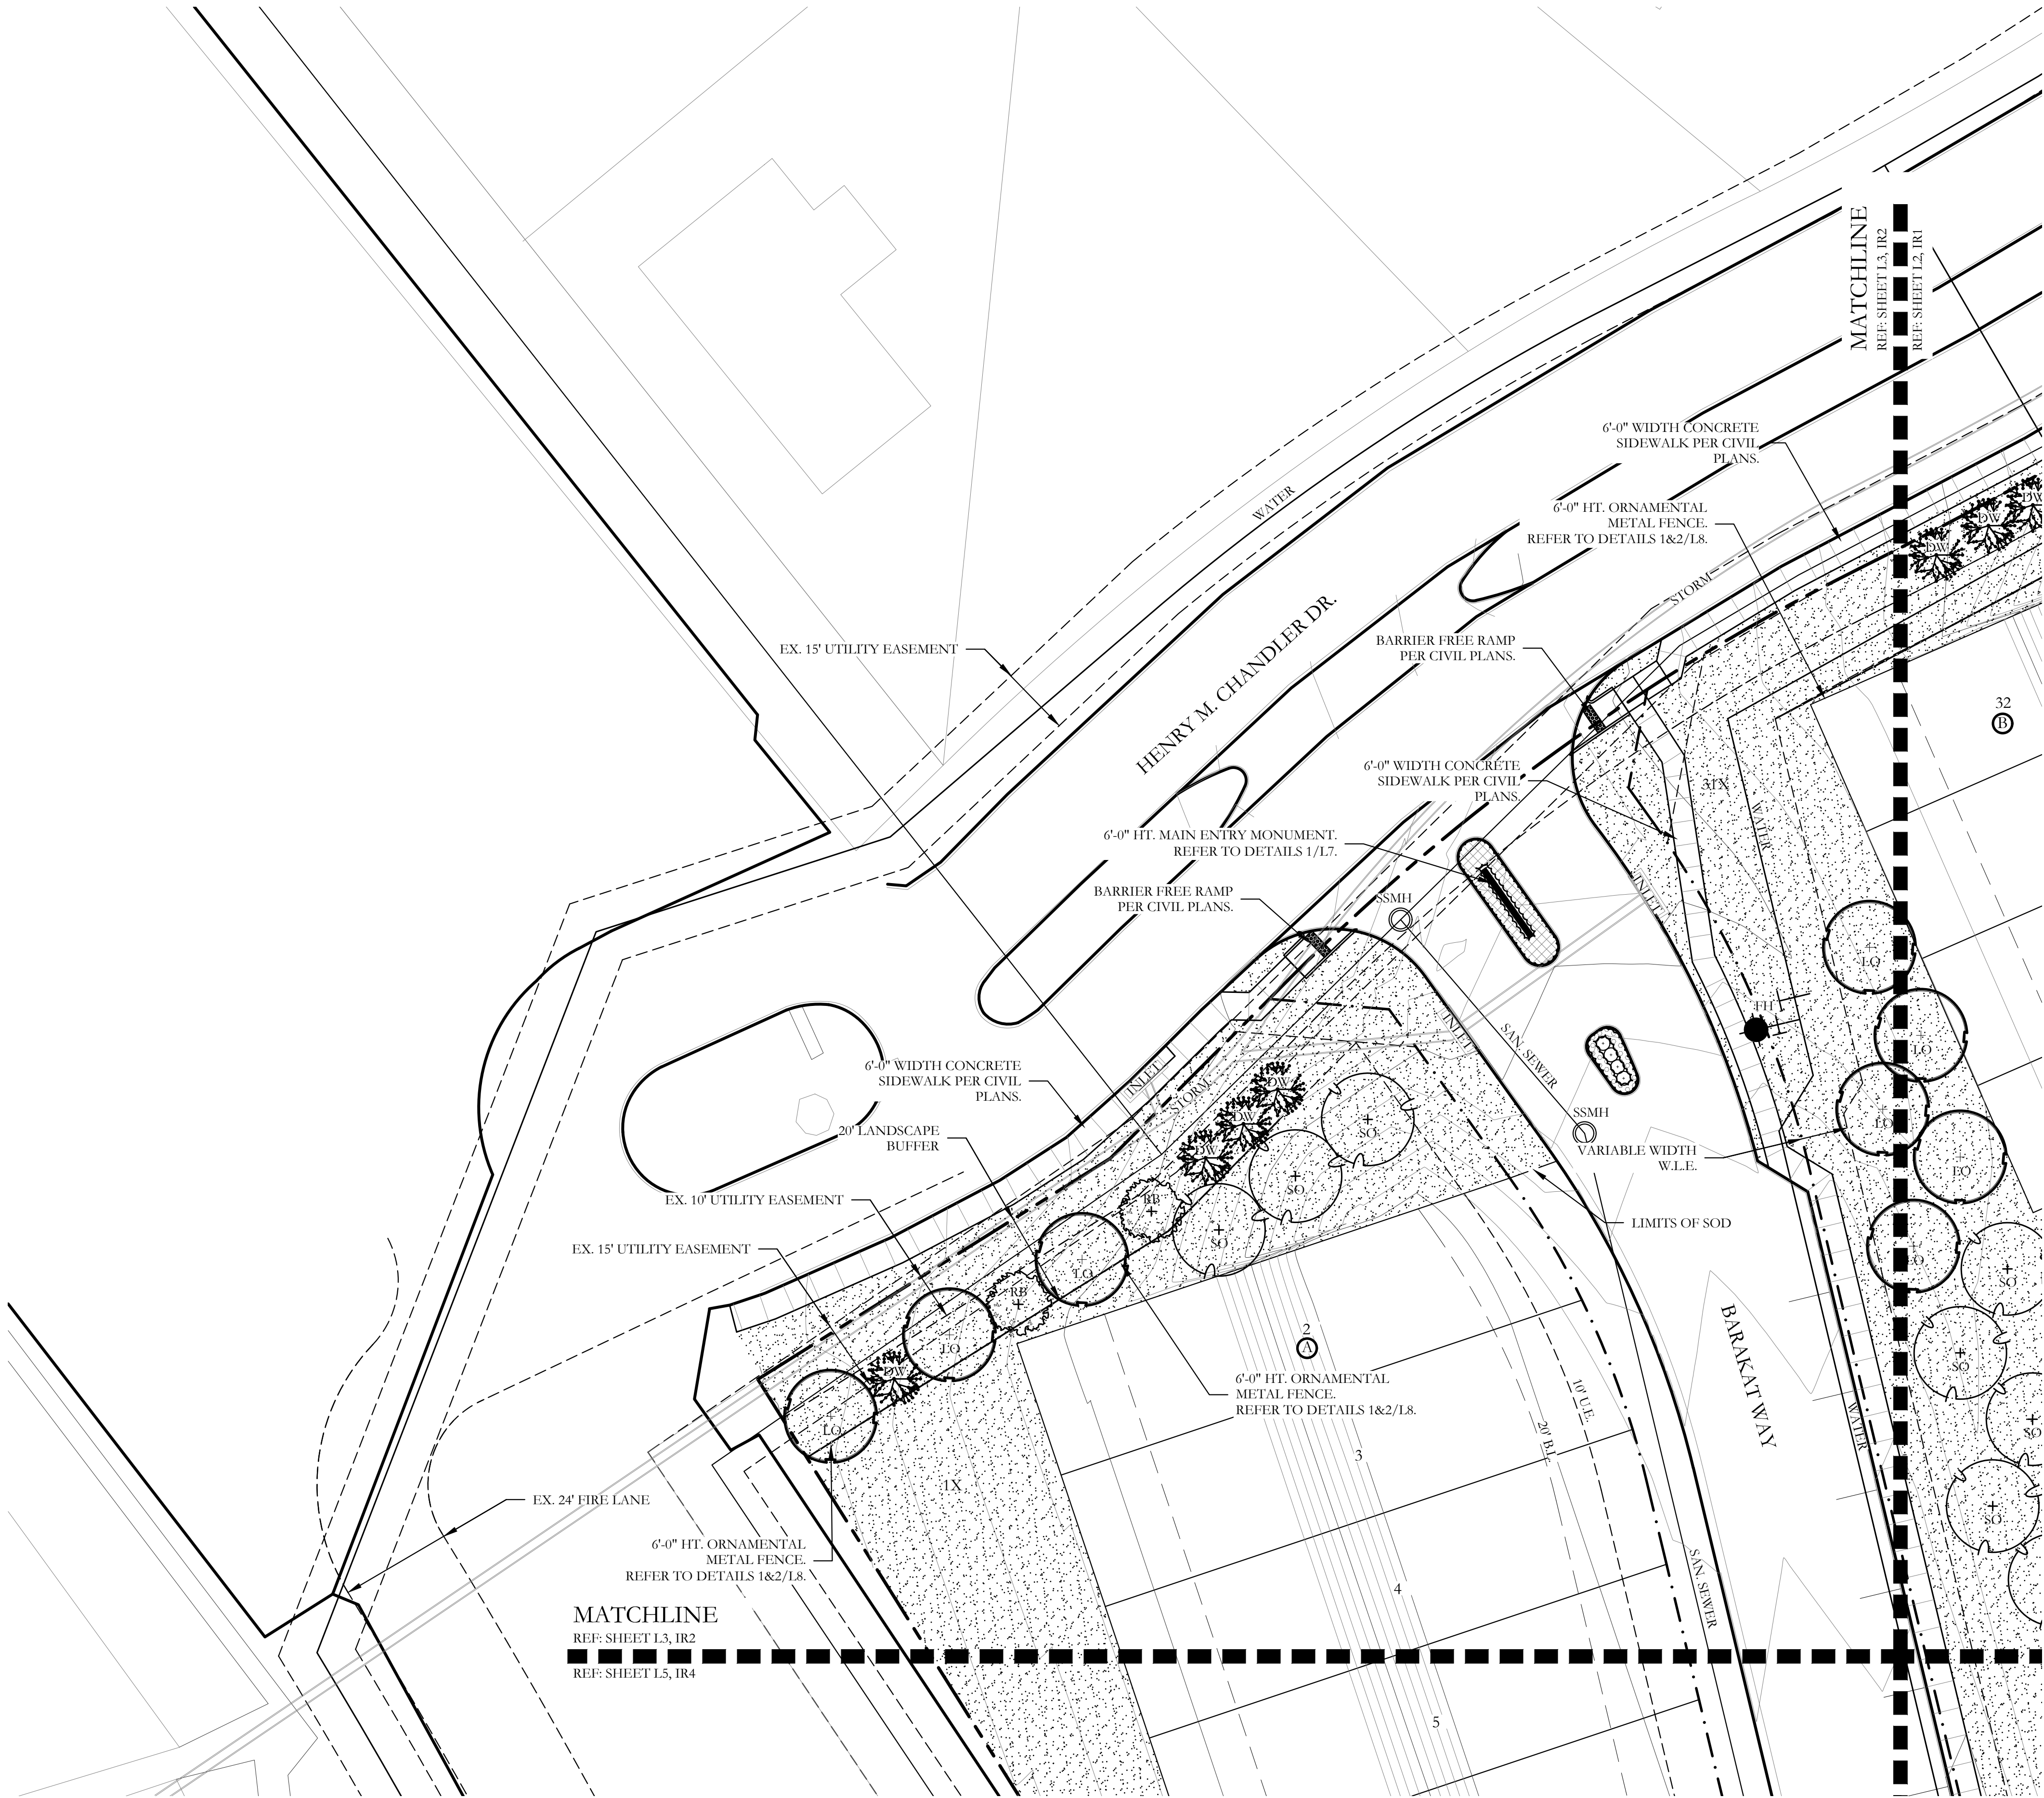 MATCHLINE
REF: SHEET L3, IR2
REF: SHEET L2, IR1
6'-0" WIDTH CONCRETE
SIDEWALK PER CIVIL
PLANS.
6'-0" HT. ORNAMENTAL
METAL FENCE.
REFER TO DETAILS 1&2/L8.
DW
DW
DW
WATER
STORM
HENRY M. CHANDLER DR.
EX. 15' UTILITY EASEMENT
BARRIER FREE RAMP
PER CIVIL PLANS.
32
B
6'-0" WIDTH CONCRETE
SIDEWALK PER CIVIL
PLANS.
31X
WATER
6'-0" HT. MAIN ENTRY MONUMENT.
REFER TO DETAILS 1/L7.
BARRIER FREE RAMP
PER CIVIL PLANS.
SSMH
INLET
LO
FH
LO
INLET
SAN. SEWER
6'-0" WIDTH CONCRETE
SIDEWALK PER CIVIL
PLANS.
INLET
STORM
DW
DW
DW
SO
SSMH
LO
20' LANDSCAPE
BUFFER
VARIABLE WIDTH
W.L.E.
LO
SO
RB
SO
EX. 10' UTILITY EASEMENT
LIMITS OF SOD
EX. 15' UTILITY EASEMENT
LO
LO
SO
RB
LO
DW
LO
2
A
6'-0" HT. ORNAMENTAL
METAL FENCE.
REFER TO DETAILS 1&2/L8.
10' U.E.
20' B.L.
BARAKAT WAY
WATER
SO
SO
SO
3
1X
EX. 24' FIRE LANE
6'-0" HT. ORNAMENTAL
METAL FENCE.
REFER TO DETAILS 1&2/L8.
4
SAN. SEWER
MATCHLINE
REF: SHEET L3, IR2
REF: SHEET L5, IR4
5